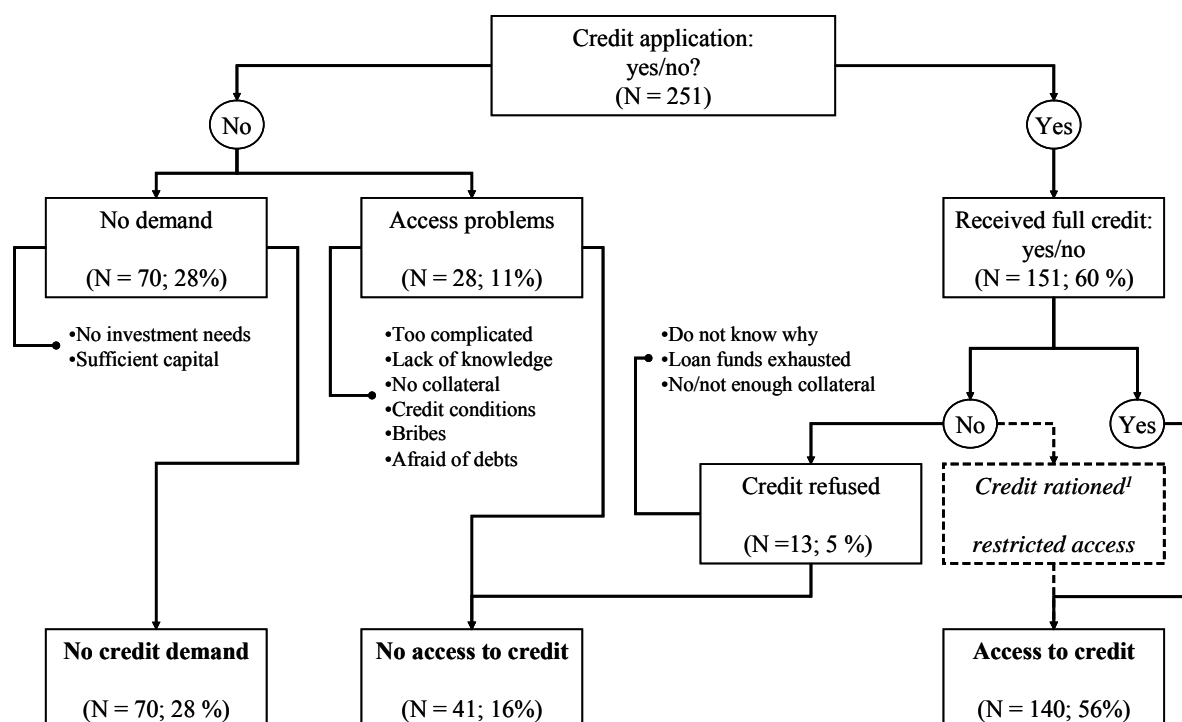 Credit application:
yes/no?
(N = 251)
No
Yes
No demand
(N = 70; 28%)
Access problems
(N = 28; 11%)
Received full credit:
yes/no
(N = 151; 60 %)
•No investment needs
•Sufficient capital
•Too complicated
•Lack of knowledge
•No collateral
•Credit conditions
•Bribes
•Afraid of debts
•Do not know why
•Loan funds exhausted
•No/not enough collateral
No
Yes
Credit refused
(N =13; 5 %)
Credit rationed¹
restricted access
No credit demand
(N = 70; 28 %)
No access to credit
(N = 41; 16%)
Access to credit
(N = 140; 56%)